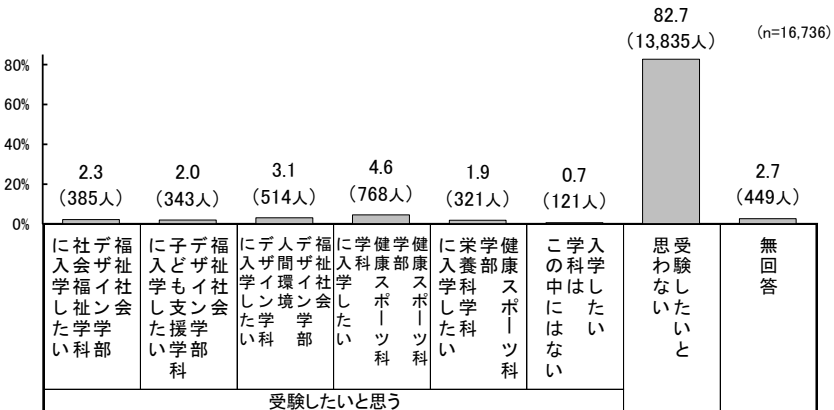 82.7
(13,835人)
(n=16,736)
80%
60%
40%
20%
0%
2.3
(385人)
2.0
(343人)
3.1
(514人)
4.6
(768人)
1.9
(321人)
0.7
(121人)
2.7
(449人)
福祉社会
デザイン学部
社会福祉学科
に入学したい
福祉社会
デザイン学部
子ども支援学科
に入学したい
福祉社会
デザイン学部
人間環境
デザイン学科
に入学したい
健康スポーツ科
学部
健康スポーツ科
学科
に入学したい
健康スポーツ科
学部
栄養科学科
に入学したい
入学したい
学科は
この中にはない
受験したいと
思わない
無回答
受験したいと思う